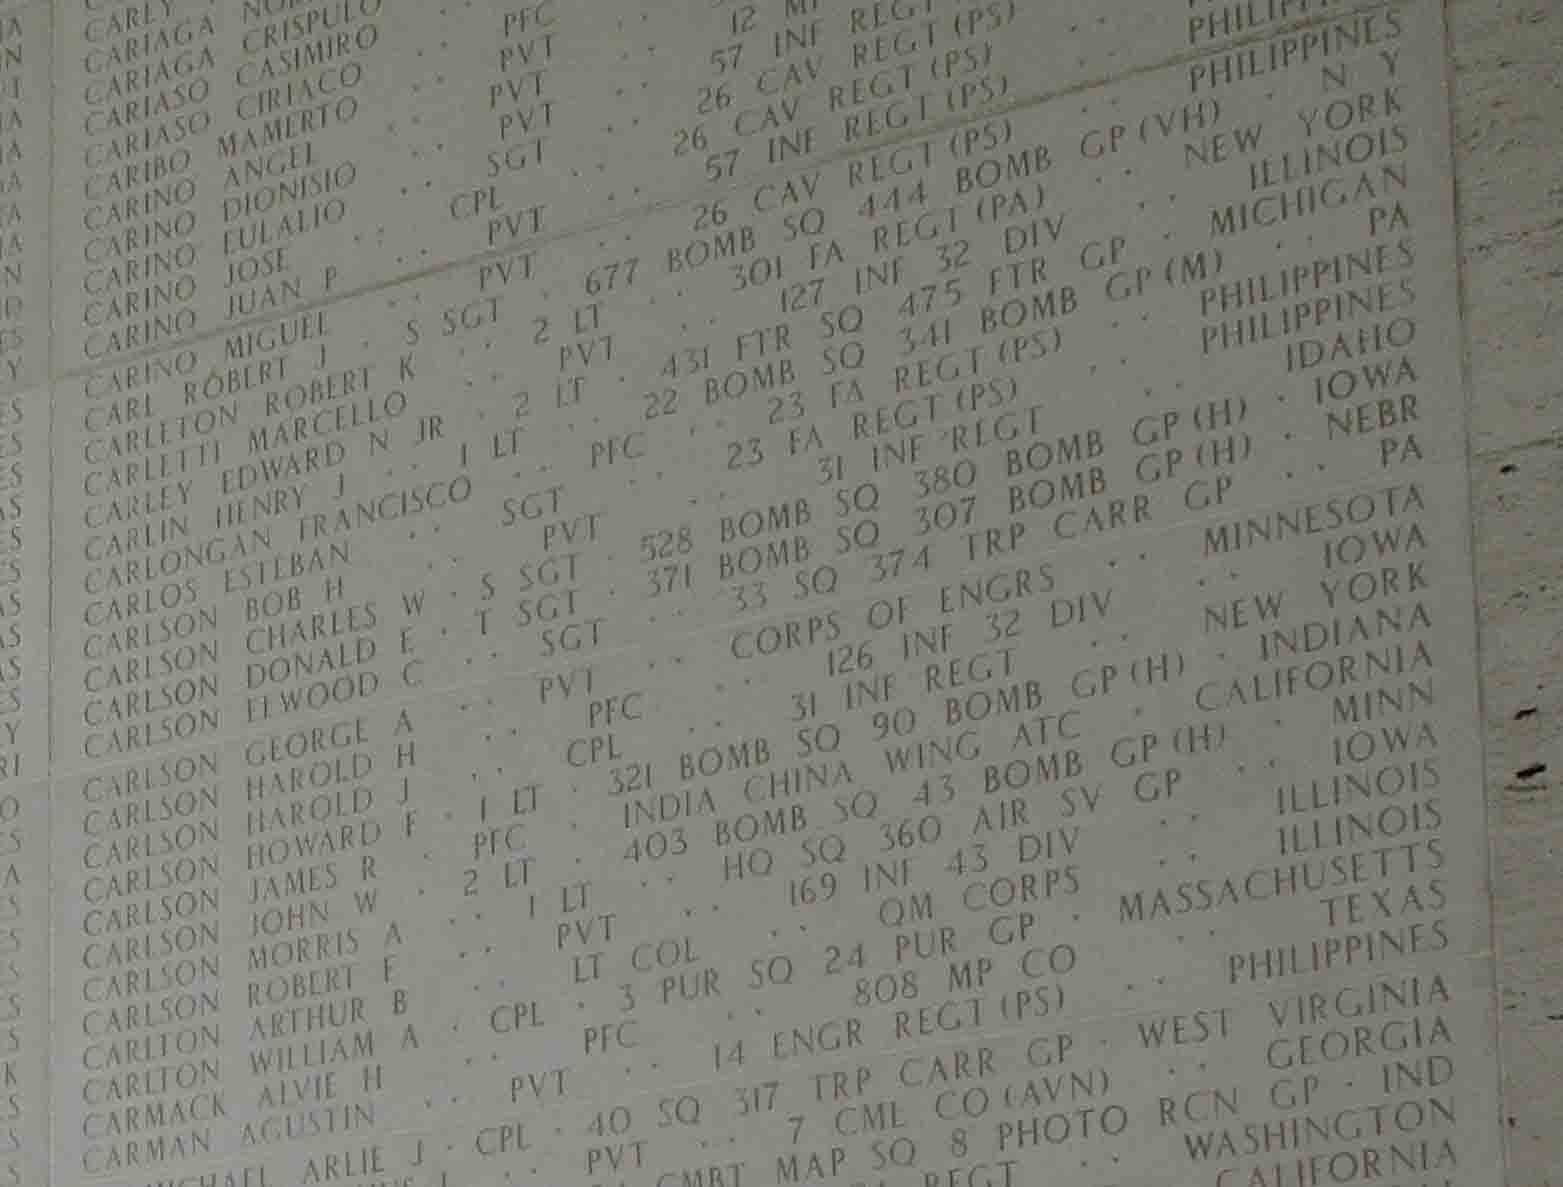 CARIAGA
CARIAGA CRISPULO
CARIASO CASIMIRO
CARIASO CIRIACO . . PFC
CARIBO MAMERTO . . PVT
CARINO ANGEL . . PVT . . 12
CARINO DIONISIO . . PVT . . 57 INF REGT
CARINO EULALIO . . SGT . . 26 CAV REGT (PS)
CARINO JOSE . . CPL . . 26 CAV REGT (PS)
CARINO JUAN P . . PVT . . 57 INF REGT (PS) . . PHILIPPINES
CARINO MIGUEL . . PVT . . 26 CAV REGT (PS) . . PHILIPPINES
CARL ROBERT J . S SGT . 677 BOMB SQ 444 BOMB GP (VH) . N Y
CARLETON ROBERT K . . 2 LT . . 301 FA REGT (PA) . . NEW YORK
CARLETTI MARCELLO . . PVT . . 127 INF 32 DIV . . ILLINOIS
CARLEY EDWARD N JR . 2 LT . 431 FTR SQ 475 FTR GP . MICHIGAN
CARLIN HENRY J . . 1 LT . . 22 BOMB SQ 341 BOMB GP (M) . . PA
CARLONGAN FRANCISCO . . PFC . . 23 FA REGT (PS) . . PHILIPPINES
CARLOS ESTEBAN . . SGT . . 23 FA REGT (PS) . . PHILIPPINES
CARLSON BOB H . . PVT . . 31 INF REGT . . IDAHO
CARLSON CHARLES W . S SGT . 528 BOMB SQ 380 BOMB GP (H) . IOWA
CARLSON DONALD E . T SGT . 371 BOMB SQ 307 BOMB GP (H) . NEBR
CARLSON ELWOOD C . . SGT . . 33 SQ 374 TRP CARR GP . . PA
CARLSON GEORGE A . . PVT . . CORPS OF ENGRS . . MINNESOTA
CARLSON HAROLD H . . PFC . . 126 INF 32 DIV . . IOWA
CARLSON HAROLD J . . CPL . . 31 INF REGT . . NEW YORK
CARLSON HOWARD F . 1 LT . 321 BOMB SQ 90 BOMB GP (H) . INDIANA
CARLSON JAMES R . PFC . INDIA CHINA WING ATC . CALIFORNIA
CARLSON JOHN W . 2 LT . 403 BOMB SQ 43 BOMB GP (H) . MINN
CARLSON MORRIS A . . 1 LT . . HQ SQ 360 AIR SV GP . . IOWA
CARLSON ROBERT F . . PVT . . 169 INF 43 DIV . . ILLINOIS
CARLTON ARTHUR B . . LT COL . . QM CORPS . . ILLINOIS
CARLTON WILLIAM A . CPL . 3 PUR SQ 24 PUR GP . MASSACHUSETTS
CARMACK ALVIE H . . PFC . . 808 MP CO . . TEXAS
CARMAN AGUSTIN . . PVT . . 14 ENGR REGT (PS) . . PHILIPPINES
ARLIE J . CPL . 40 SQ 317 TRP CARR GP . WEST VIRGINIA
PVT . . 7 CML CO (AVN) . . GEORGIA
CMBT MAP SQ 8 PHOTO RCN GP . IND
REGT . . WASHINGTON
CALIFORNIA